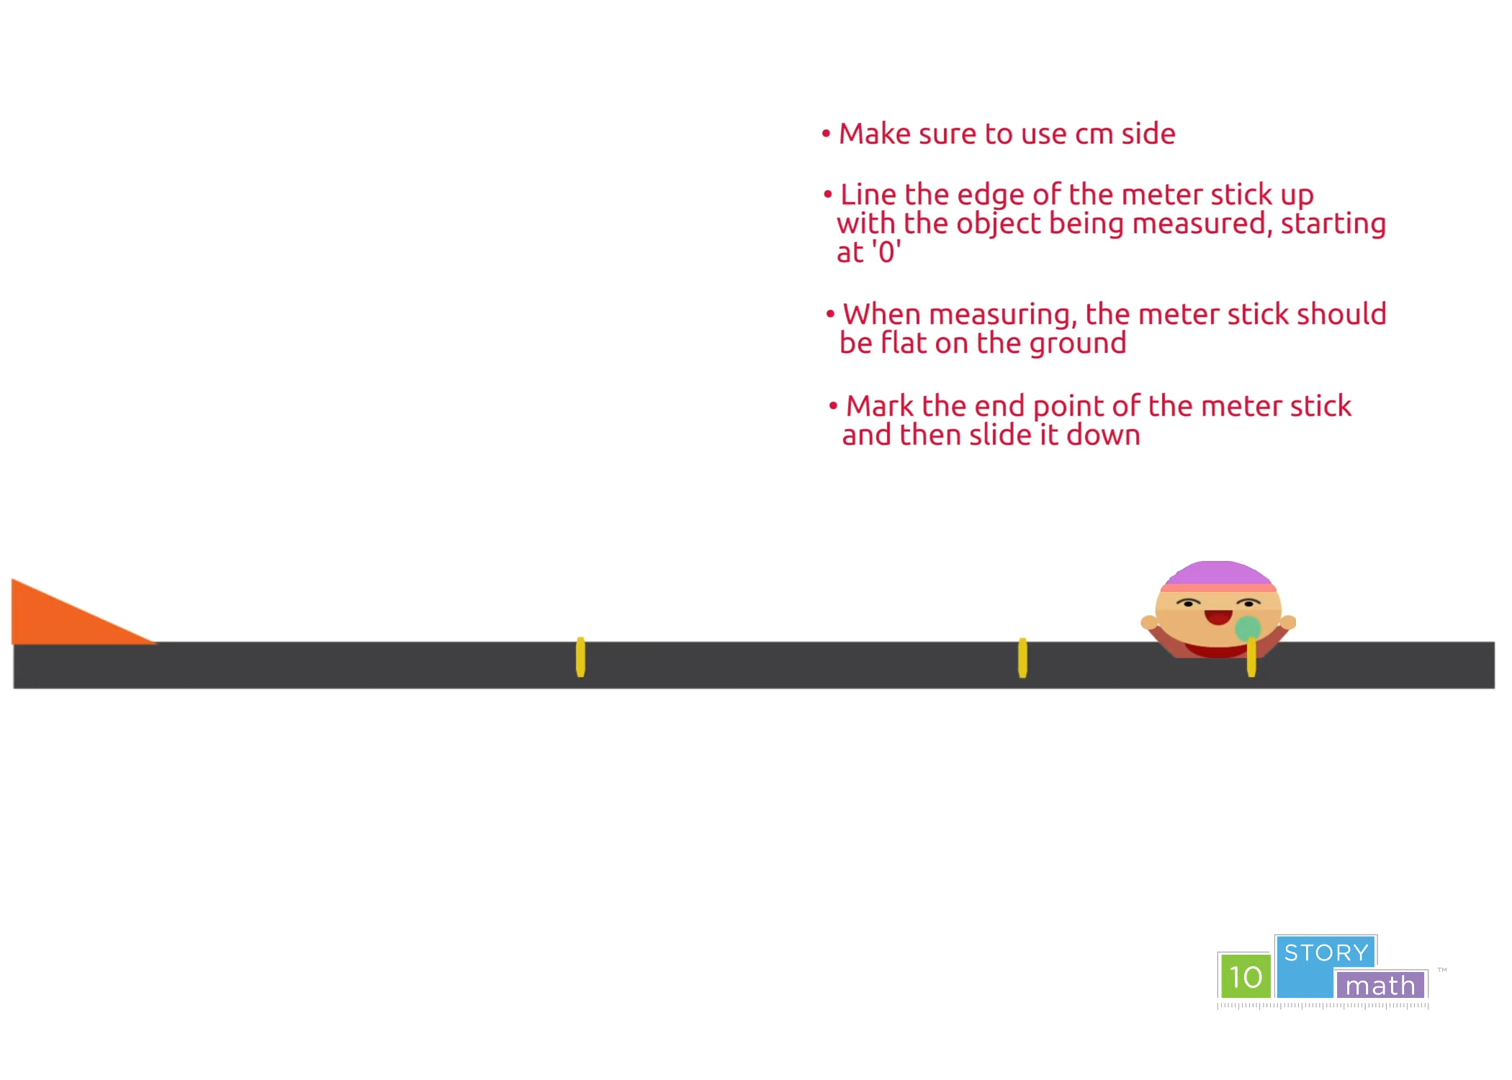 • Make sure to use cm side
• Line the edge of the meter stick up
with the object being measured, starting
at '0'
• When measuring, the meter stick should
be flat on the ground
• Mark the end point of the meter stick
and then slide it down
10
STORY
math
™